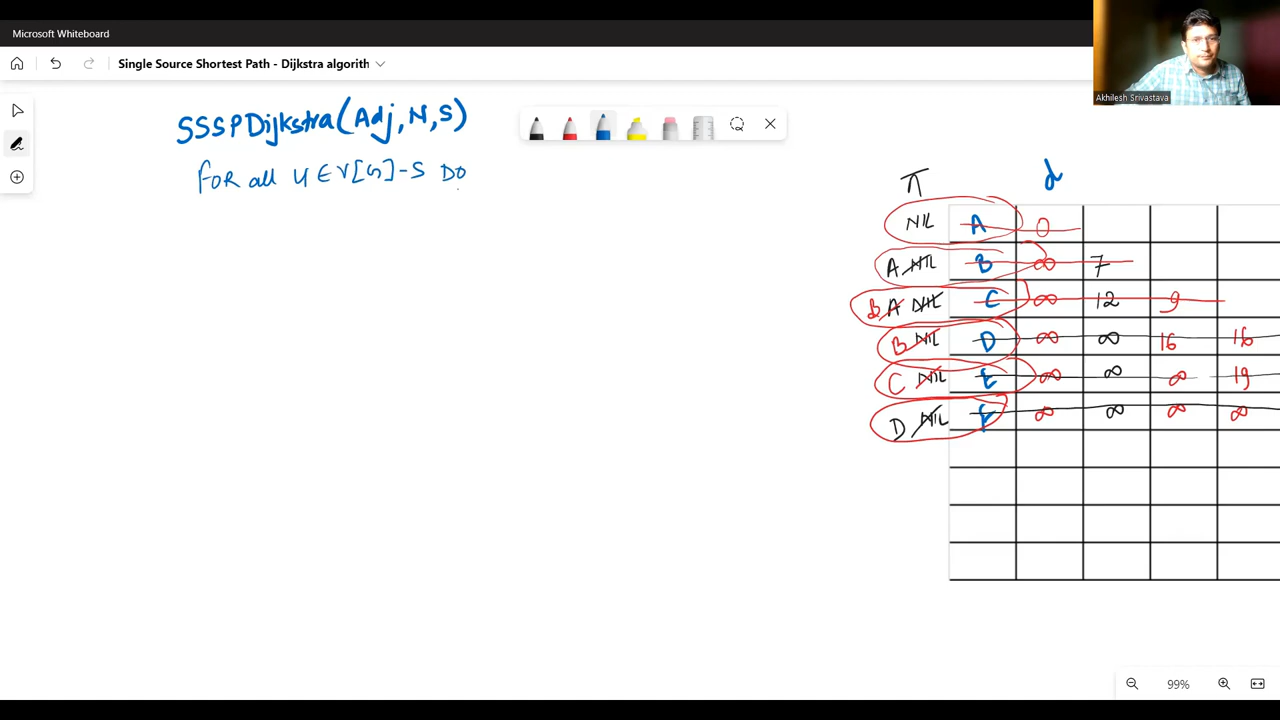 Microsoft Whiteboard
Single Source Shortest Path - Dijkstra algorith
Akhilesh Srivastava
SSSPDijkstra(Adj,N,S)
FOR all u ∈ V[G]-S DO
π d
NIL A 0
A NIL B ∞ 7
B A NIL C ∞ 12 9
B NIL D ∞ ∞ 16 16
C NIL E ∞ ∞ ∞ 19
D NIL F ∞ ∞ ∞ ∞
99%